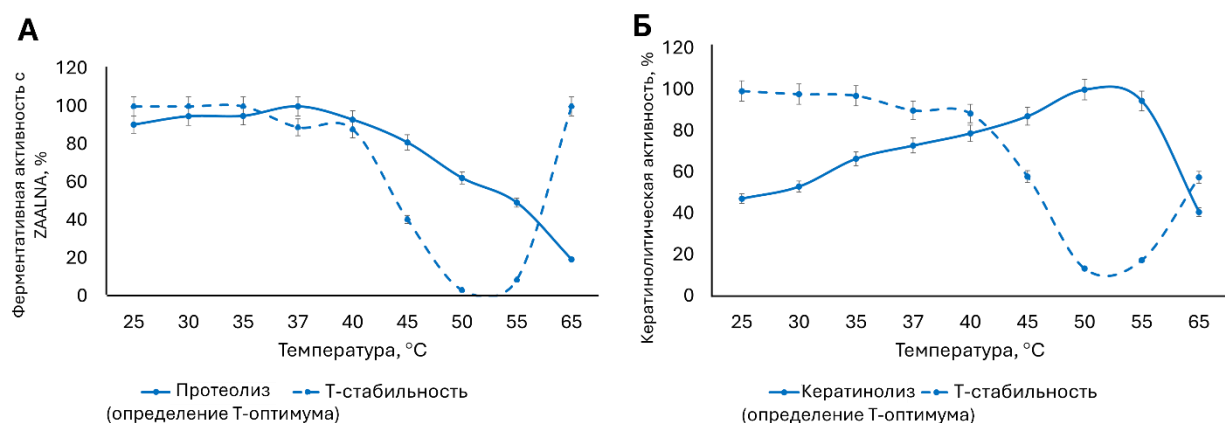 А
Ферментативная активность с
ZAALNA, %
120
100
80
60
40
20
0
25 30 35 37 40 45 50 55 65
Температура, °C
Протеолиз Т-стабильность
(определение Т-оптимума)
Б
Кератинолитическая активность, %
120
100
80
60
40
20
0
25 30 35 37 40 45 50 55 65
Температура, °C
Кератинолиз Т-стабильность
(определение Т-оптимума)